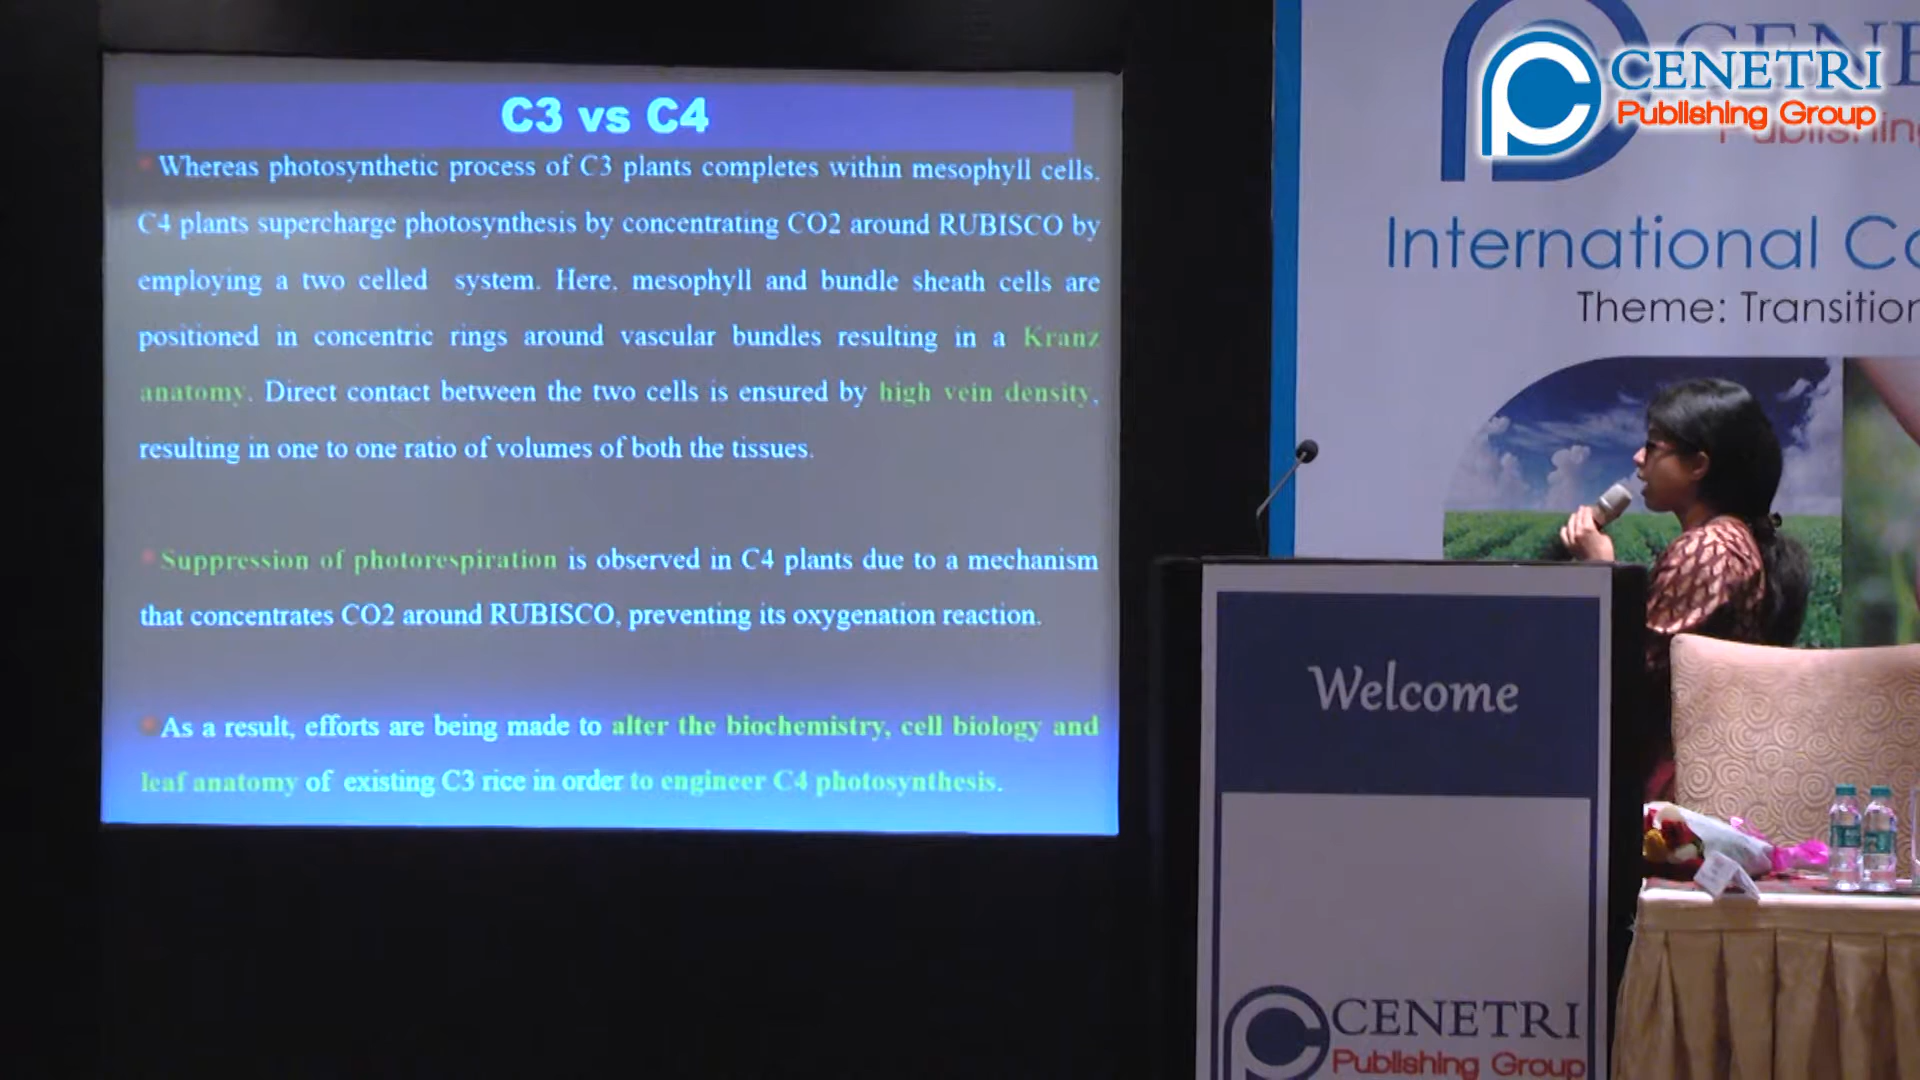 C3 vs C4
Whereas photosynthetic process of C3 plants completes within mesophyll cells.
C4 plants supercharge photosynthesis by concentrating CO2 around RUBISCO by
employing a two celled system. Here, mesophyll and bundle sheath cells are
positioned in concentric rings around vascular bundles resulting in a Kranz
anatomy. Direct contact between the two cells is ensured by high vein density,
resulting in one to one ratio of volumes of both the tissues.
Suppression of photorespiration is observed in C4 plants due to a mechanism
that concentrates CO2 around RUBISCO, preventing its oxygenation reaction.
As a result, efforts are being made to alter the biochemistry, cell biology and
leaf anatomy of existing C3 rice in order to engineer C4 photosynthesis.
CENETRI
Publishing Group
Publishing
International Co
Theme: Transition
Welcome
CENETRI
Publishing Group